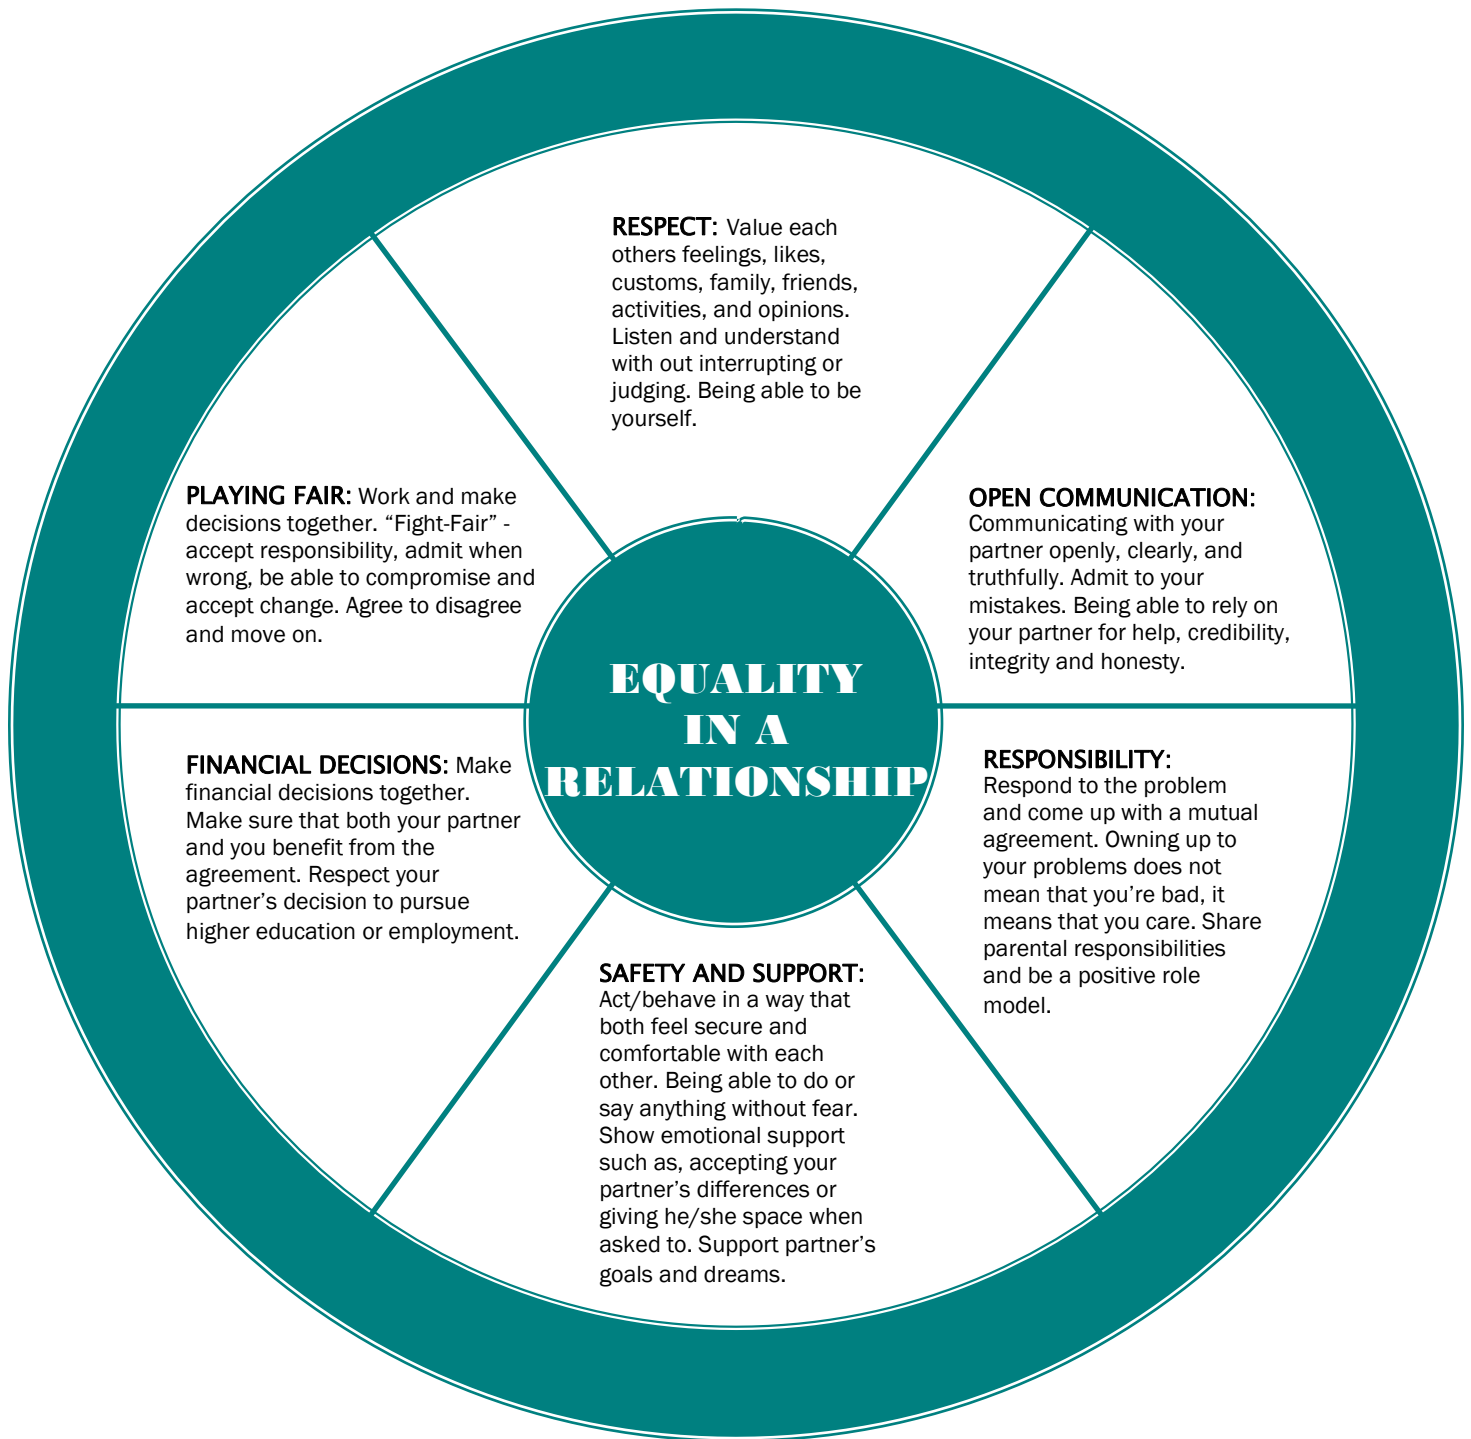 RESPECT: Value each
others feelings, likes,
customs, family, friends,
activities, and opinions.
Listen and understand
with out interrupting or
judging. Being able to be
yourself.
PLAYING FAIR: Work and make
decisions together. “Fight-Fair” -
accept responsibility, admit when
wrong, be able to compromise and
accept change. Agree to disagree
and move on.
OPEN COMMUNICATION:
Communicating with your
partner openly, clearly, and
truthfully. Admit to your
mistakes. Being able to rely on
your partner for help, credibility,
integrity and honesty.
EQUALITY
IN A
RELATIONSHIP
FINANCIAL DECISIONS: Make
financial decisions together.
Make sure that both your partner
and you benefit from the
agreement. Respect your
partner’s decision to pursue
higher education or employment.
RESPONSIBILITY:
Respond to the problem
and come up with a mutual
agreement. Owning up to
your problems does not
mean that you’re bad, it
means that you care. Share
parental responsibilities
and be a positive role
model.
SAFETY AND SUPPORT:
Act/behave in a way that
both feel secure and
comfortable with each
other. Being able to do or
say anything without fear.
Show emotional support
such as, accepting your
partner’s differences or
giving he/she space when
asked to. Support partner’s
goals and dreams.